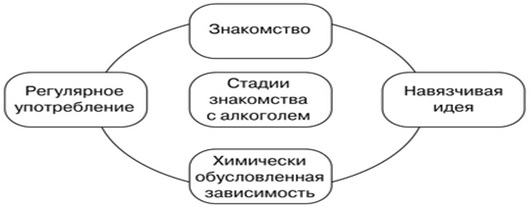 Знакомство
Регулярное
употребление
Стадии
знакомства
с алкоголем
Навязчивая
идея
Химически
обусловленная
зависимость